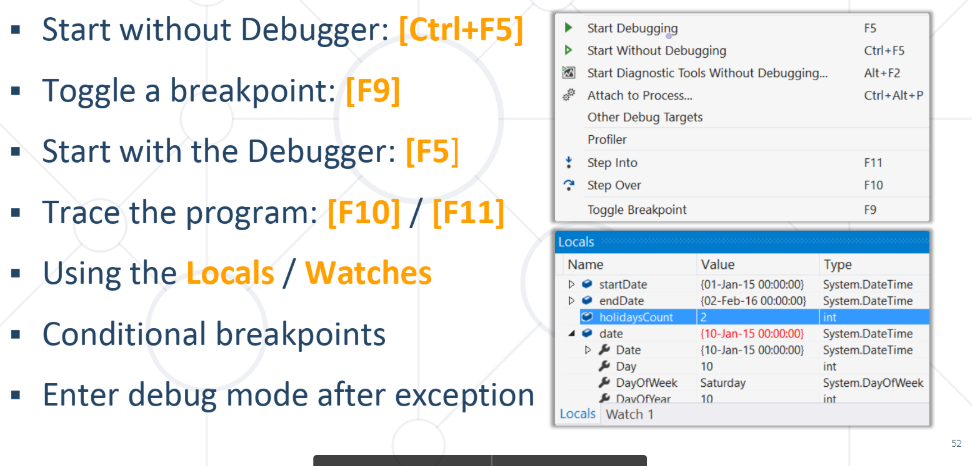 ▪ Start without Debugger: [Ctrl+F5]
▪ Toggle a breakpoint: [F9]
▪ Start with the Debugger: [F5]
▪ Trace the program: [F10] / [F11]
▪ Using the Locals / Watches
▪ Conditional breakpoints
▪ Enter debug mode after exception
Start Debugging F5
Start Without Debugging Ctrl+F5
Start Diagnostic Tools Without Debugging... Alt+F2
Attach to Process... Ctrl+Alt+P
Other Debug Targets
Profiler
Step Into F11
Step Over F10
Toggle Breakpoint F9
Locals
Name Value Type
startDate {01-Jan-15 00:00:00} System.DateTime
endDate {02-Feb-16 00:00:00} System.DateTime
holidaysCount 2 int
date {10-Jan-15 00:00:00} System.DateTime
Date {10-Jan-15 00:00:00} System.DateTime
Day 10 int
DayOfWeek Saturday System.DayOfWeek
DayOfYear 10 int
Locals Watch 1
52